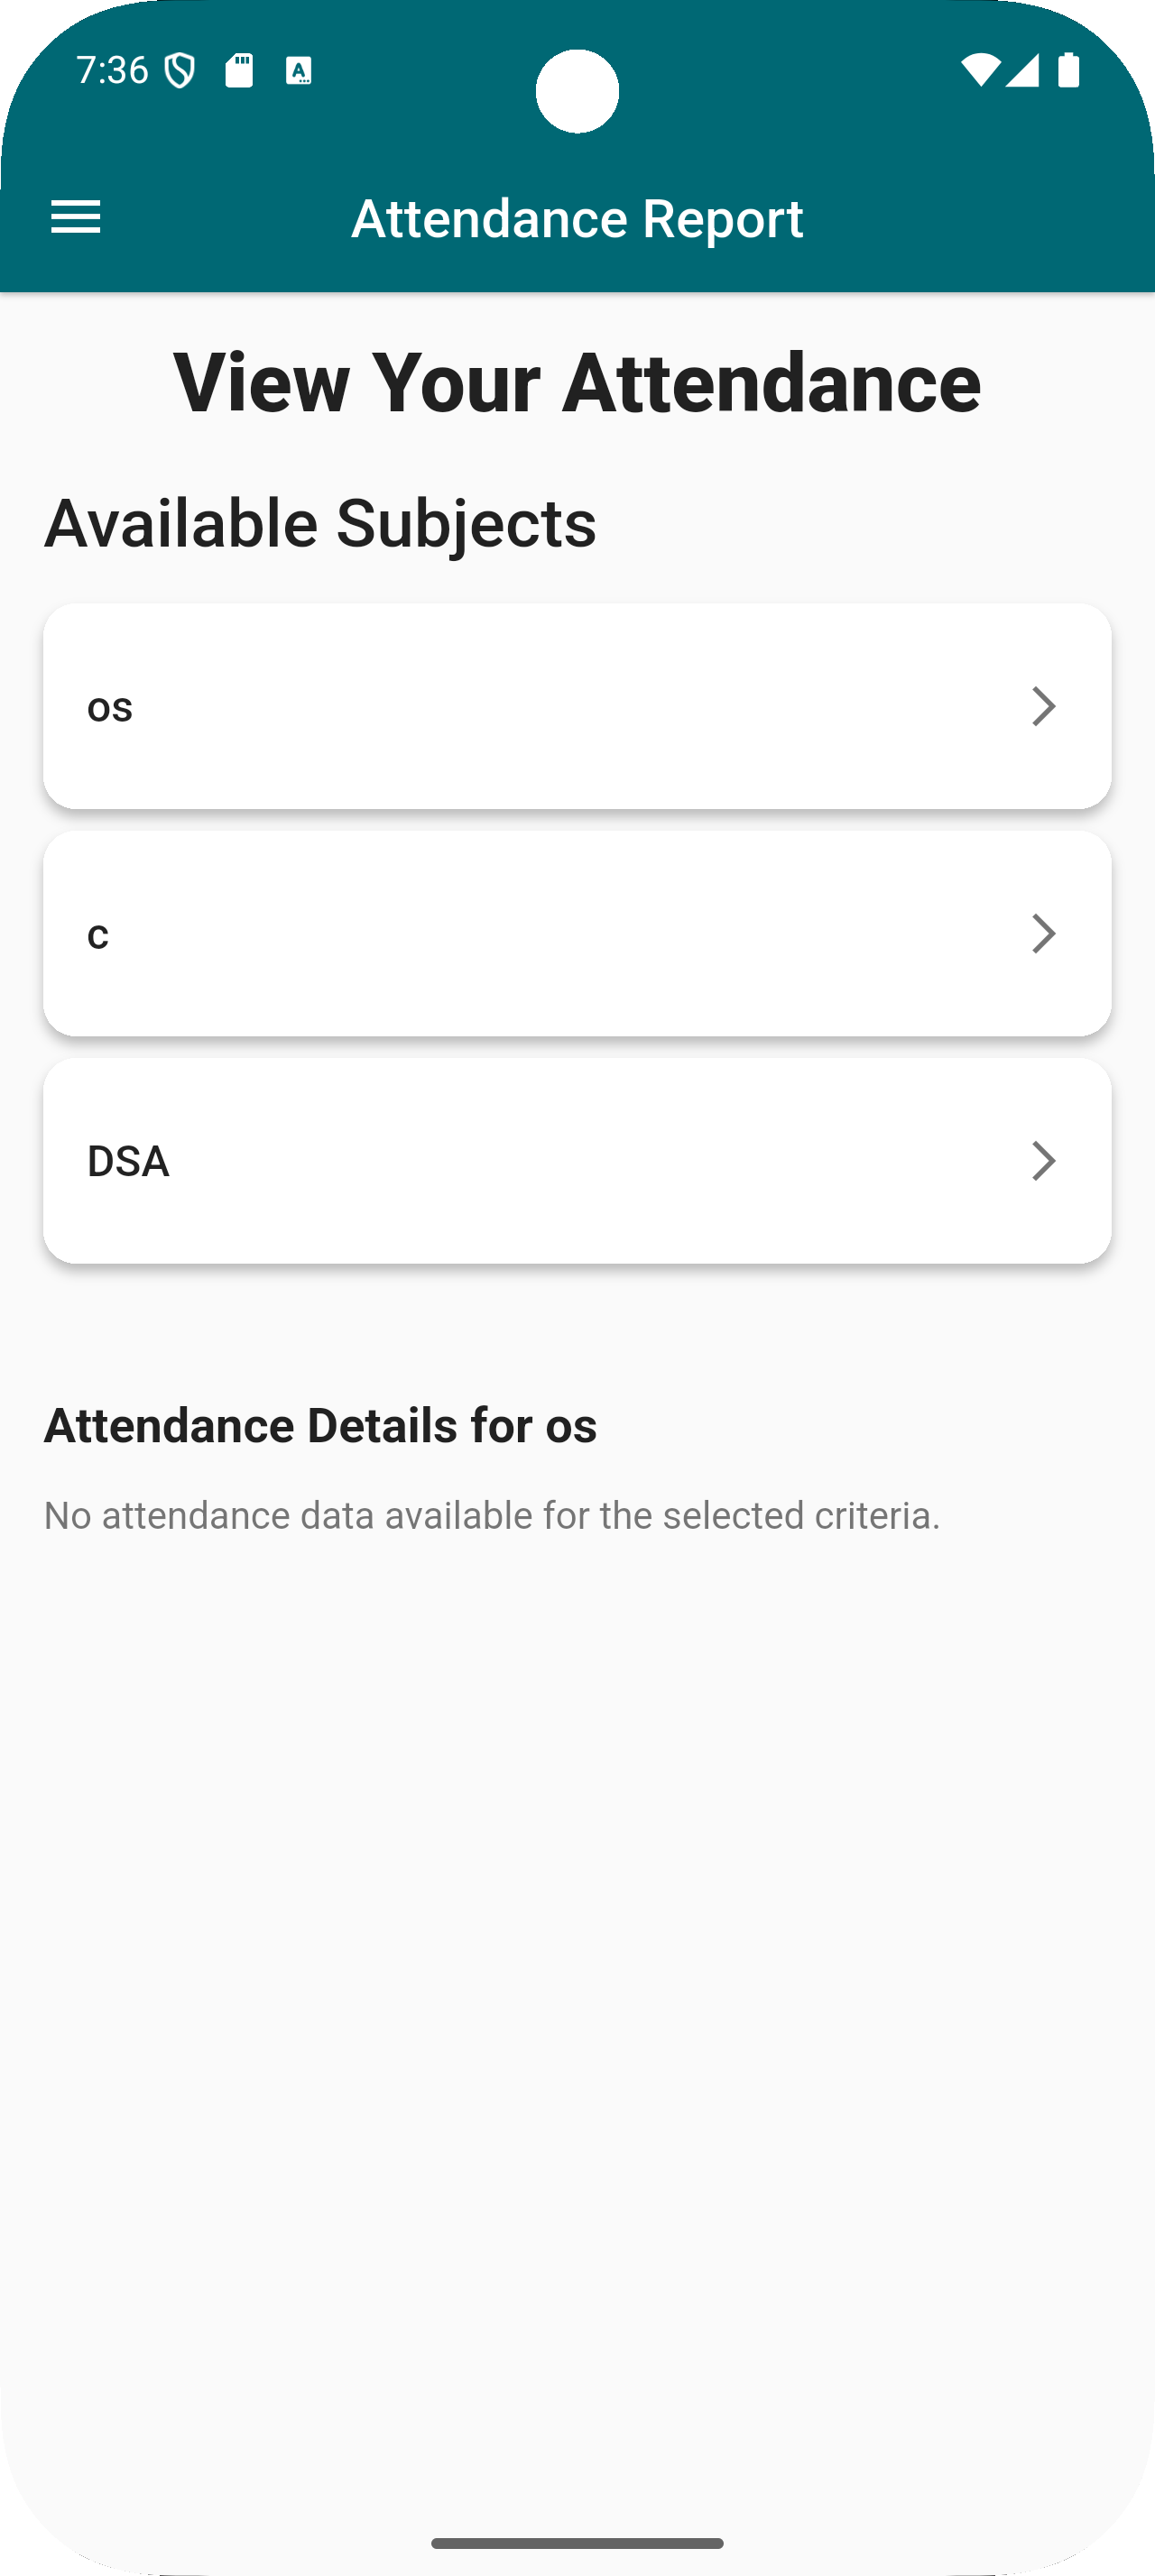 7:36
Attendance Report
View Your Attendance
Available Subjects
os
c
DSA
Attendance Details for os
No attendance data available for the selected criteria.